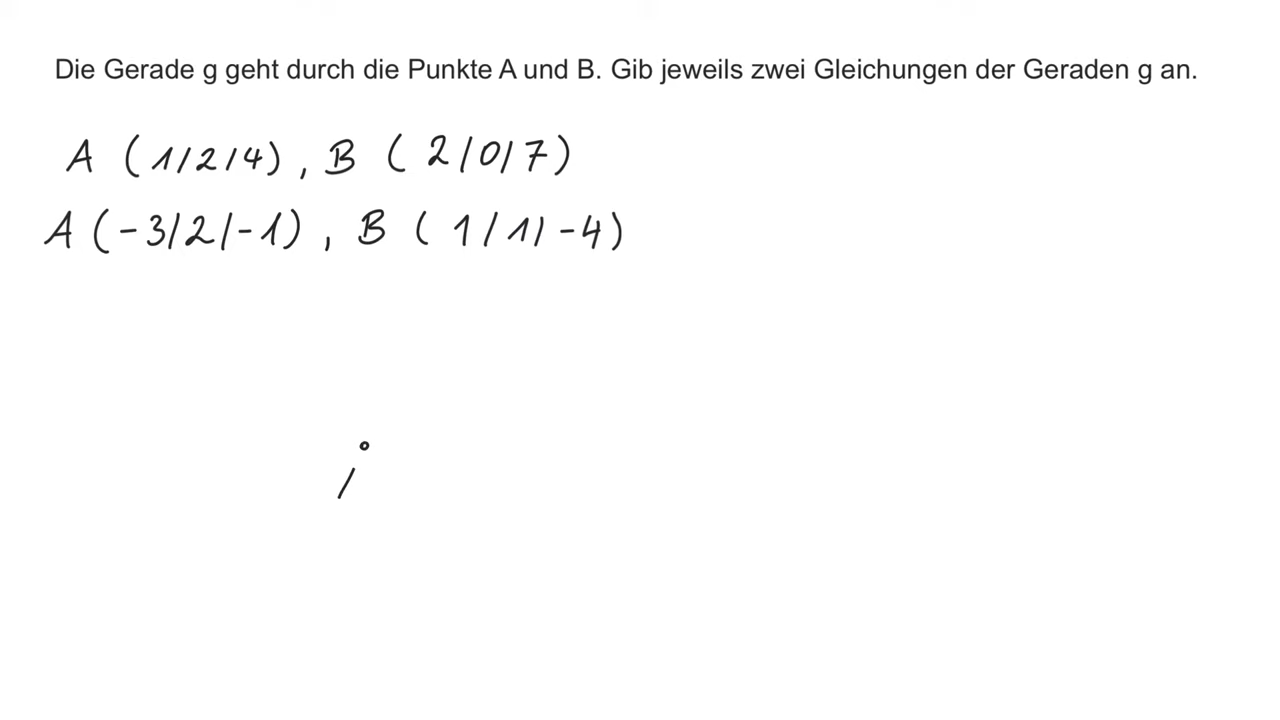 Die Gerade g geht durch die Punkte A und B. Gib jeweils zwei Gleichungen der Geraden g an.
A (1/2/4), B (2/0/7)
A (-3/2/-1), B (1/1/-4)